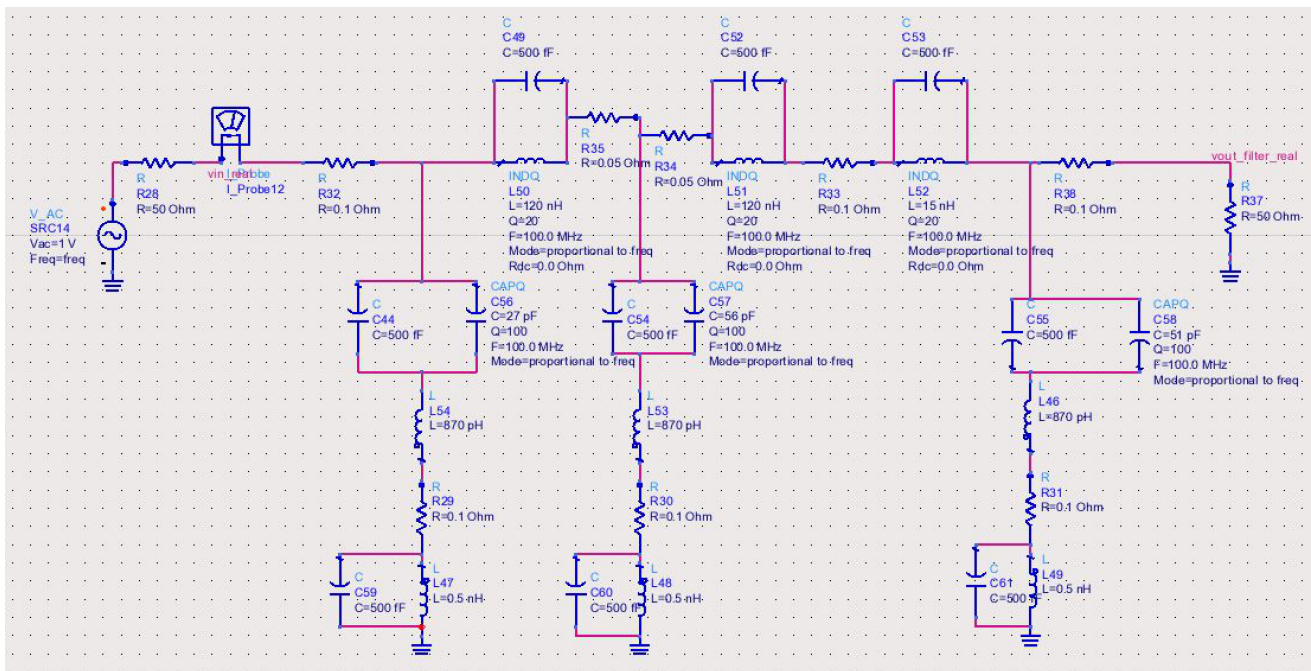 C
C49
C=500 fF
C
C52
C=500 fF
C
C53
C=500 fF
R
R35
R=0.05 Ohm
R
R34
R=0.05 Ohm
vin_real
I_Probe
I_Probe12
vout_filter_real
V_AC
SRC14
Vac=1 V
Freq=freq
R
R28
R=50 Ohm
R
R32
R=0.1 Ohm
INDQ
L50
L=120 nH
Q=20
F=100.0 MHz
Mode=proportional to freq
Rdc=0.0 Ohm
INDQ
L51
L=120 nH
Q=20
F=100.0 MHz
Mode=proportional to freq
Rdc=0.0 Ohm
R
R33
R=0.1 Ohm
INDQ
L52
L=15 nH
Q=20
F=100.0 MHz
Mode=proportional to freq
Rdc=0.0 Ohm
R
R38
R=0.1 Ohm
R
R37
R=50 Ohm
C
C44
C=500 fF
CAPQ
C56
C=27 pF
Q=100
F=100.0 MHz
Mode=proportional to freq
C
C54
C=500 fF
CAPQ
C57
C=56 pF
Q=100
F=100.0 MHz
Mode=proportional to freq
C
C55
C=500 fF
CAPQ
C58
C=51 pF
Q=100
F=100.0 MHz
Mode=proportional to freq
L
L54
L=870 pH
L
L53
L=870 pH
L
L46
L=870 pH
R
R29
R=0.1 Ohm
R
R30
R=0.1 Ohm
R
R31
R=0.1 Ohm
C
C59
C=500 fF
L
L47
L=0.5 nH
C
C60
C=500 fF
L
L48
L=0.5 nH
C
C61
C=500 fF
L
L49
L=0.5 nH